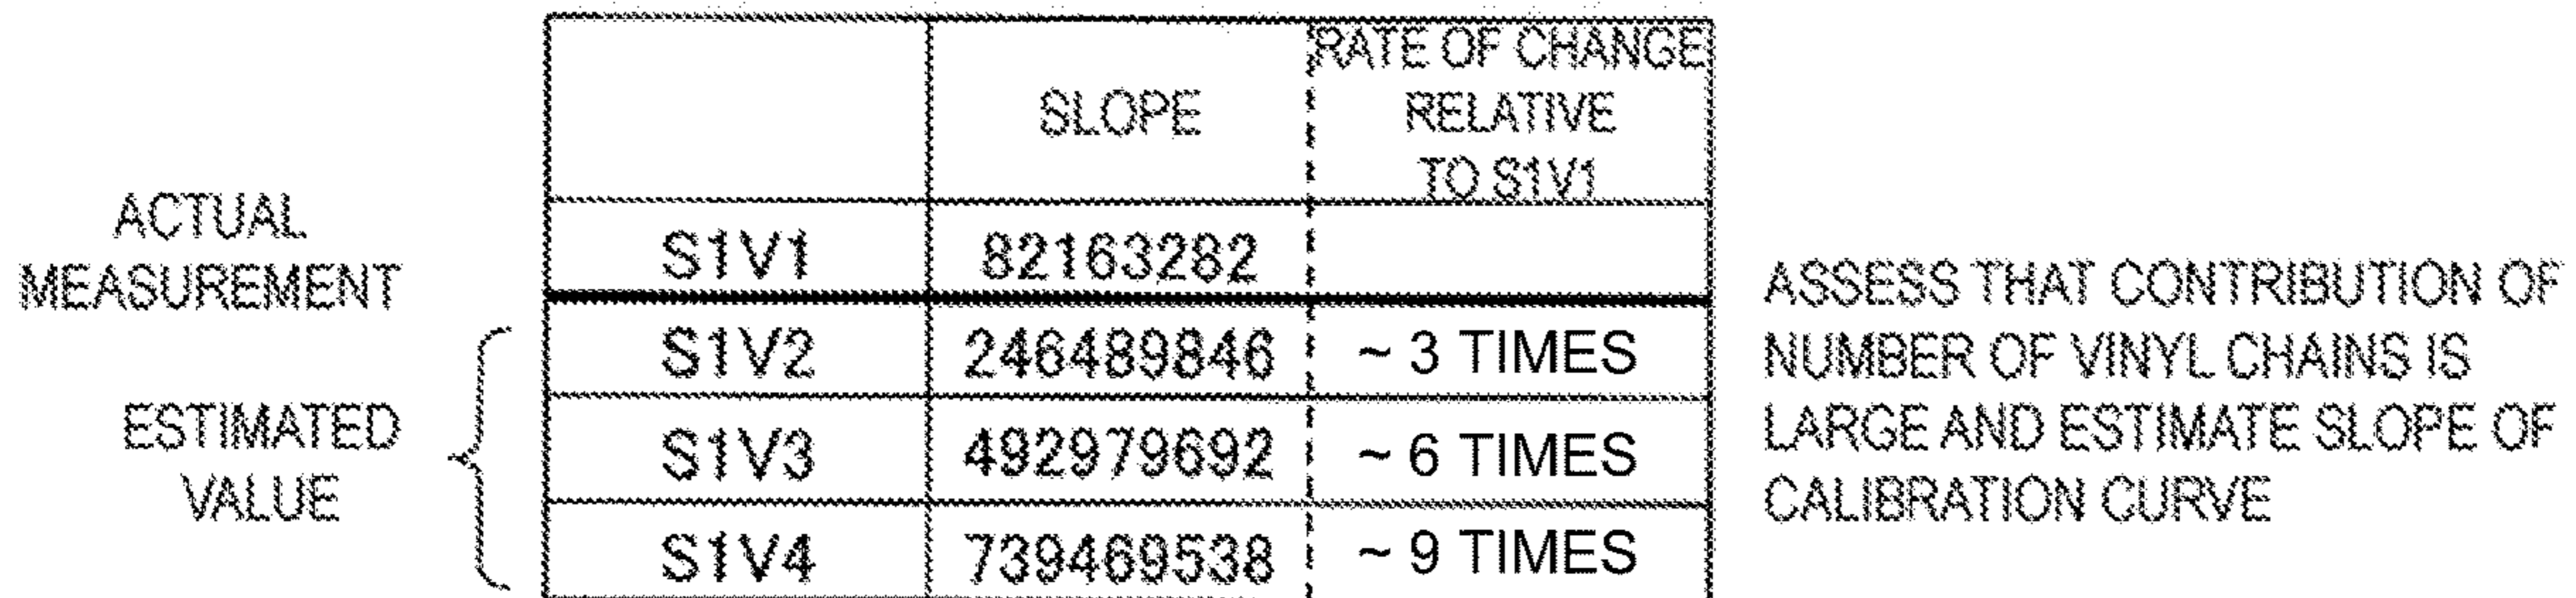 RATE OF CHANGE
SLOPE RELATIVE
TO S1V1
ACTUAL
MEASUREMENT
S1V1 82163282
S1V2 246489846 ~ 3 TIMES
ESTIMATED
VALUE
S1V3 492979692 ~ 6 TIMES
S1V4 739469538 ~ 9 TIMES
ASSESS THAT CONTRIBUTION OF
NUMBER OF VINYL CHAINS IS
LARGE AND ESTIMATE SLOPE OF
CALIBRATION CURVE